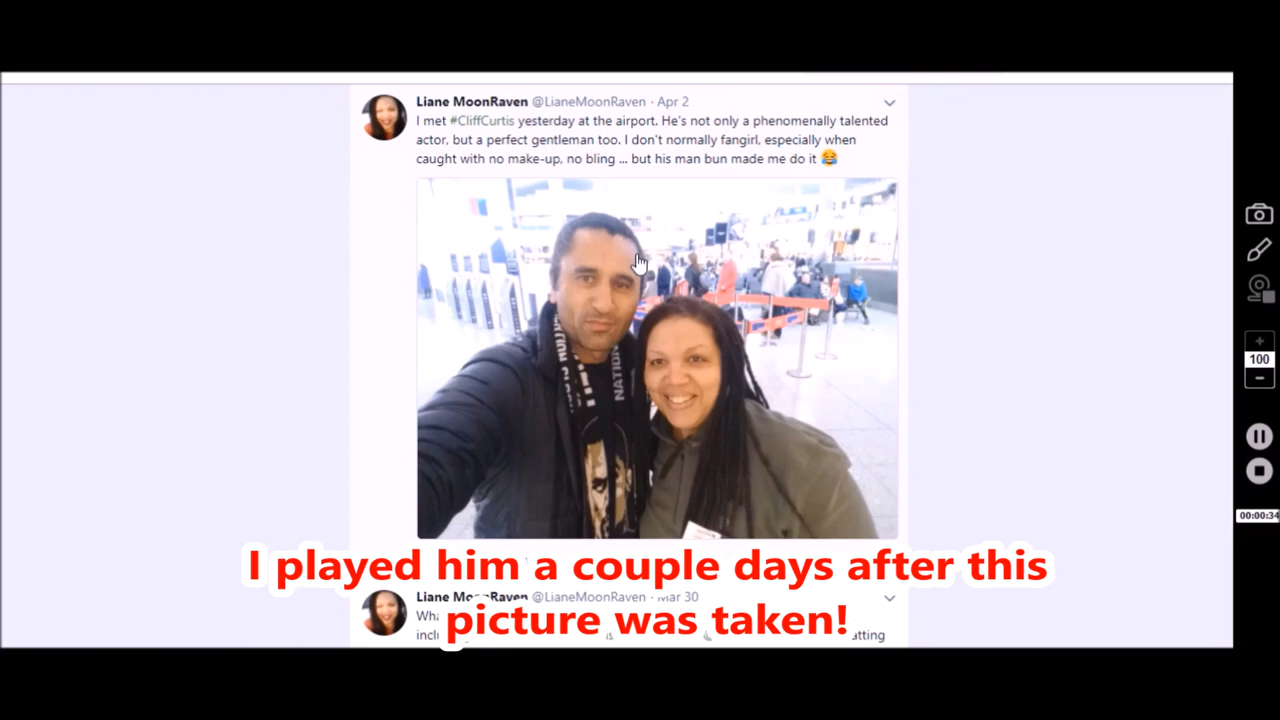 Liane MoonRaven @LianeMoonRaven · Apr 2
I met #CliffCurtis yesterday at the airport. He's not only a phenomenally talented
actor, but a perfect gentleman too. I don't normally fangirl, especially when
caught with no make-up, no bling ... but his man bun made me do it 😂
NATION
I played him a couple days after this
picture was taken!
Liane MoonRaven @LianeMoonRaven · Mar 30
100
00:00:34